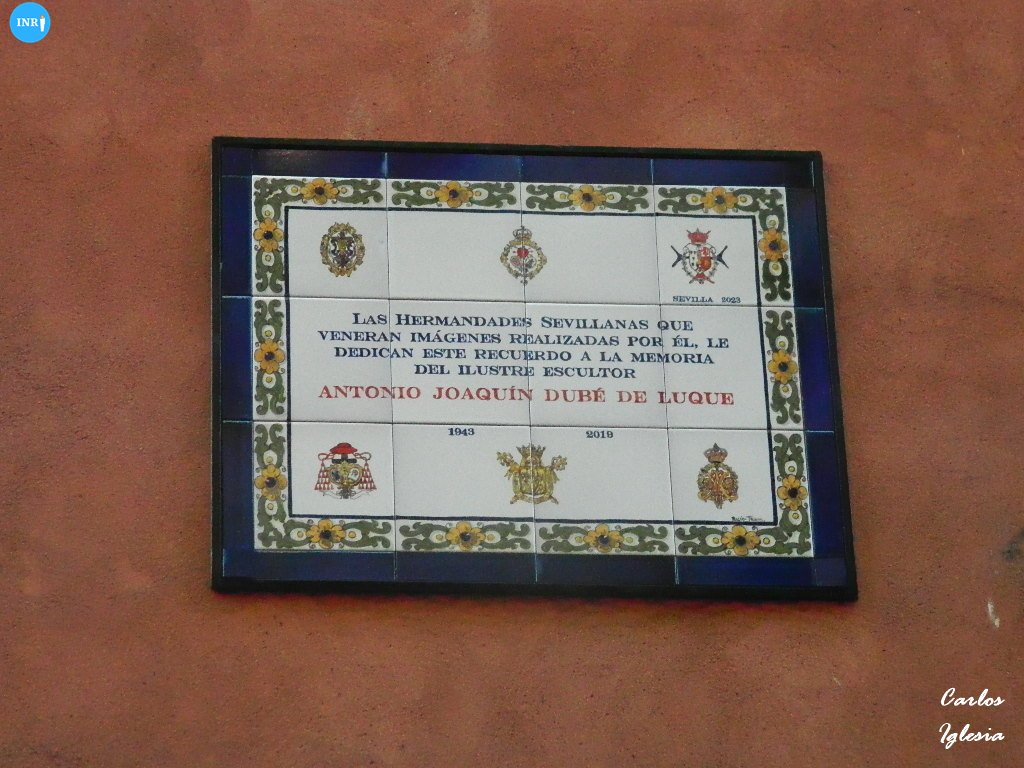 INRI
SEVILLA 2023
LAS HERMANDADES SEVILLANAS QUE
VENERAN IMÁGENES REALIZADAS POR ÉL, LE
DEDICAN ESTE RECUERDO A LA MEMORIA
DEL ILUSTRE ESCULTOR
ANTONIO JOAQUÍN DUBÉ DE LUQUE
1943 2019
Carlos
Iglesia